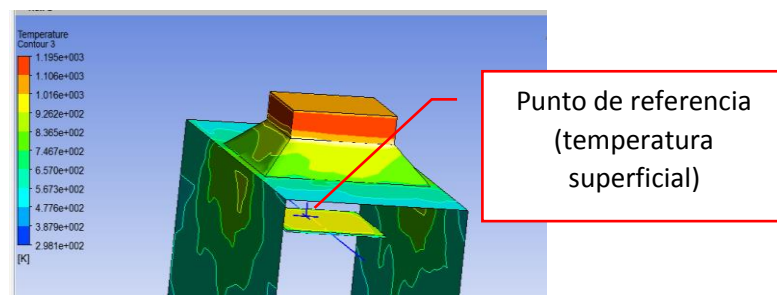 Temperature
Contour 3
1.195e+003
1.106e+003
1.016e+003
9.262e+002
8.365e+002
7.467e+002
6.570e+002
5.673e+002
4.776e+002
3.879e+002
2.981e+002
[K]
Punto de referencia
(temperatura
superficial)